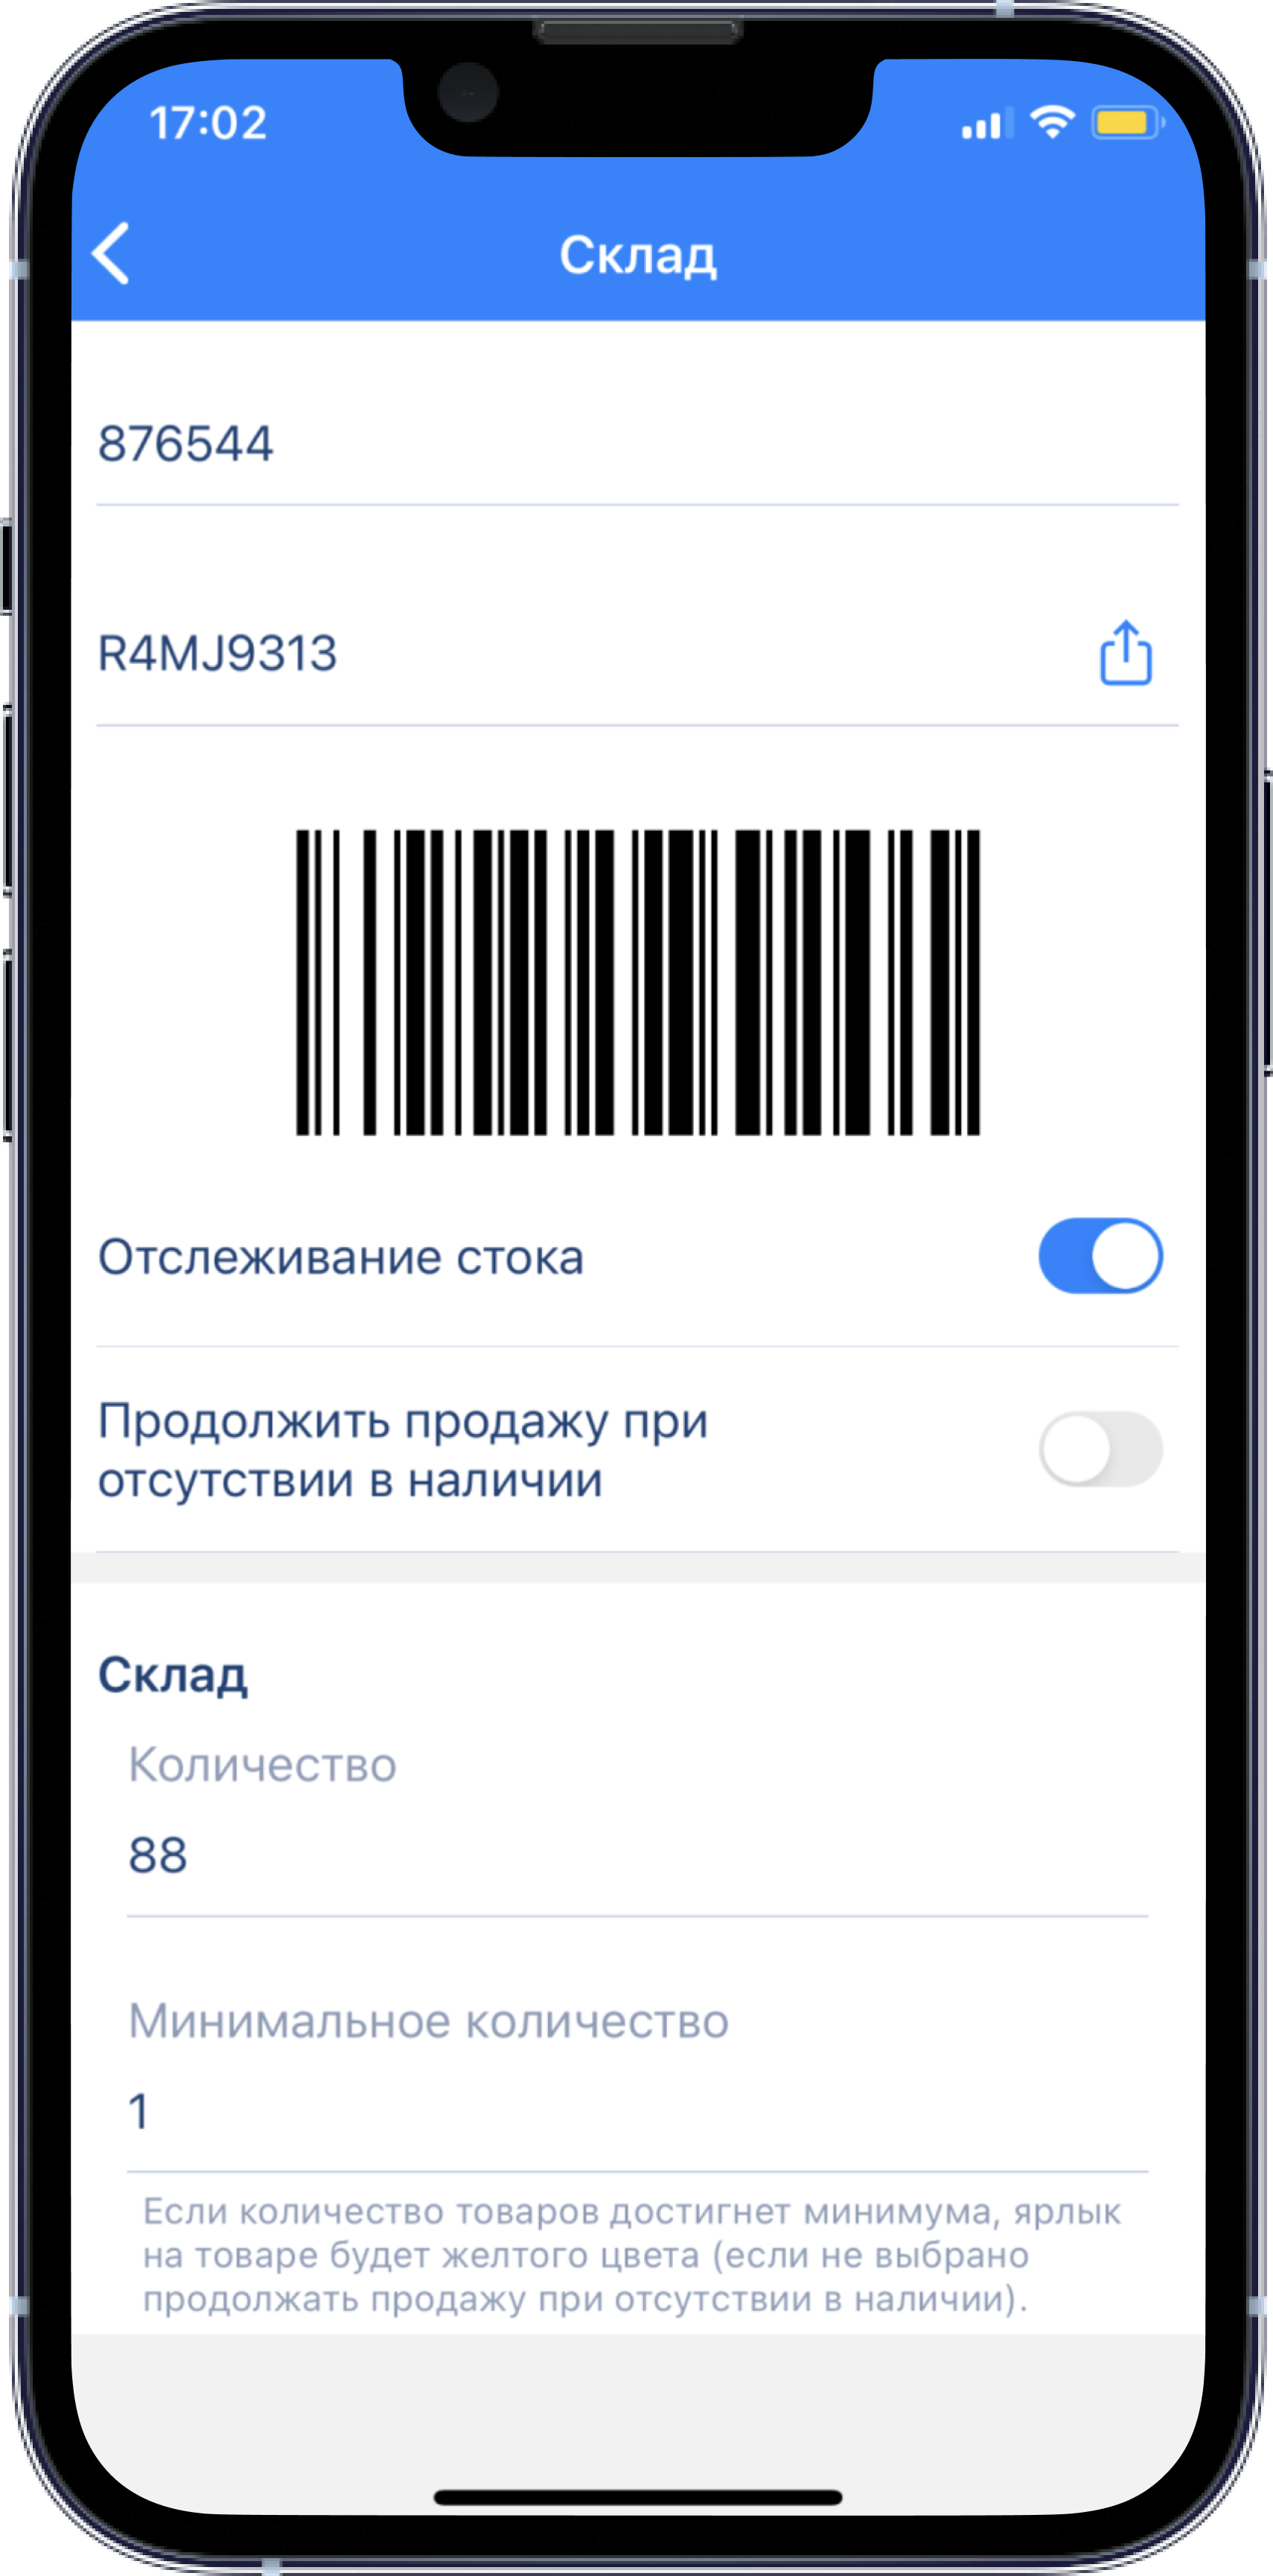 17:02
Склад
876544
R4MJ9313
Отслеживание стока
Продолжить продажу при
отсутствии в наличии
Склад
Количество
88
Минимальное количество
1
Если количество товаров достигнет минимума, ярлык
на товаре будет желтого цвета (если не выбрано
продолжать продажу при отсутствии в наличии).